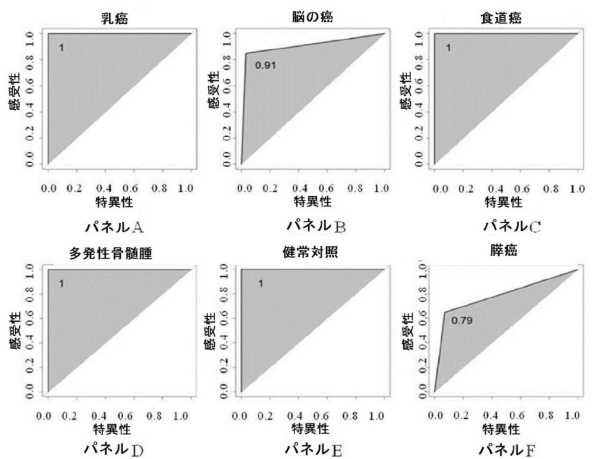 乳癌 脳の癌 食道癌
感受性 0.0 0.2 0.4 0.6 0.8 1.0 1 感受性 0.0 0.2 0.4 0.6 0.8 1.0 0.91 感受性 0.0 0.2 0.4 0.6 0.8 1.0 1
0.0 0.2 0.4 0.6 0.8 1.0 0.0 0.2 0.4 0.6 0.8 1.0 0.0 0.2 0.4 0.6 0.8 1.0
特異性 特異性 特異性
パネルA パネルB パネルC
多発性骨髄腫 健常対照 膵癌
感受性 0.0 0.2 0.4 0.6 0.8 1.0 1 感受性 0.0 0.2 0.4 0.6 0.8 1.0 1 感受性 0.0 0.2 0.4 0.6 0.8 1.0 0.79
0.0 0.2 0.4 0.6 0.8 1.0 0.0 0.2 0.4 0.6 0.8 1.0 0.0 0.2 0.4 0.6 0.8 1.0
特異性 特異性 特異性
パネルD パネルE パネルF